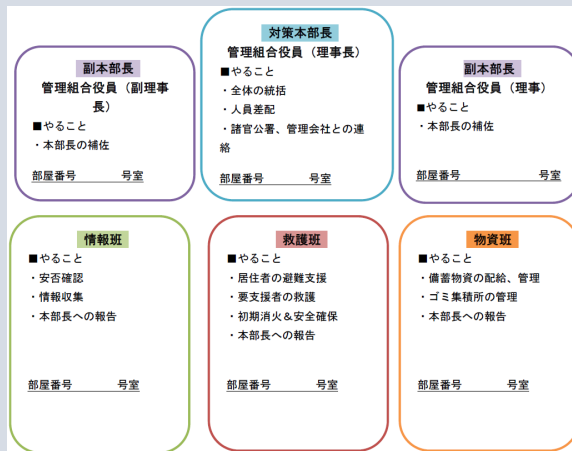 対策本部長
管理組合役員（理事長）
■やること
・全体の統括
・人員差配
・諸官公署、管理会社との連
絡
部屋番号　　　　号室
副本部長
管理組合役員（副理事
長）
■やること
・本部長の補佐
部屋番号　　　　号室
副本部長
管理組合役員（理事）
■やること
・本部長の補佐
部屋番号　　　　号室
情報班
■やること
・安否確認
・情報収集
・本部長への報告
部屋番号　　　　号室
救護班
■やること
・居住者の避難支援
・要支援者の救護
・初期消火＆安全確保
・本部長への報告
部屋番号　　　　号室
物資班
■やること
・備蓄物資の配給、管理
・ゴミ集積所の管理
・本部長への報告
部屋番号　　　　号室